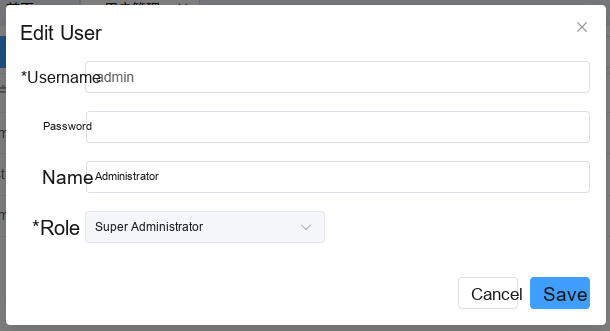 Edit User
*Username admin
Password
Name Administrator
*Role Super Administrator
Cancel Save